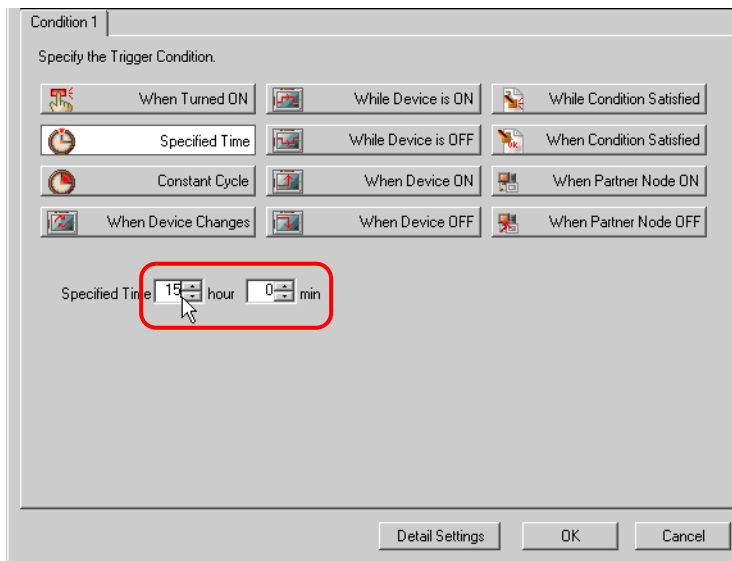 Condition 1
Specify the Trigger Condition.
When Turned ON While Device is ON While Condition Satisfied
Specified Time While Device is OFF When Condition Satisfied
Constant Cycle When Device ON When Partner Node ON
When Device Changes When Device OFF When Partner Node OFF
Specified Time 15 hour 0 min
Detail Settings OK Cancel